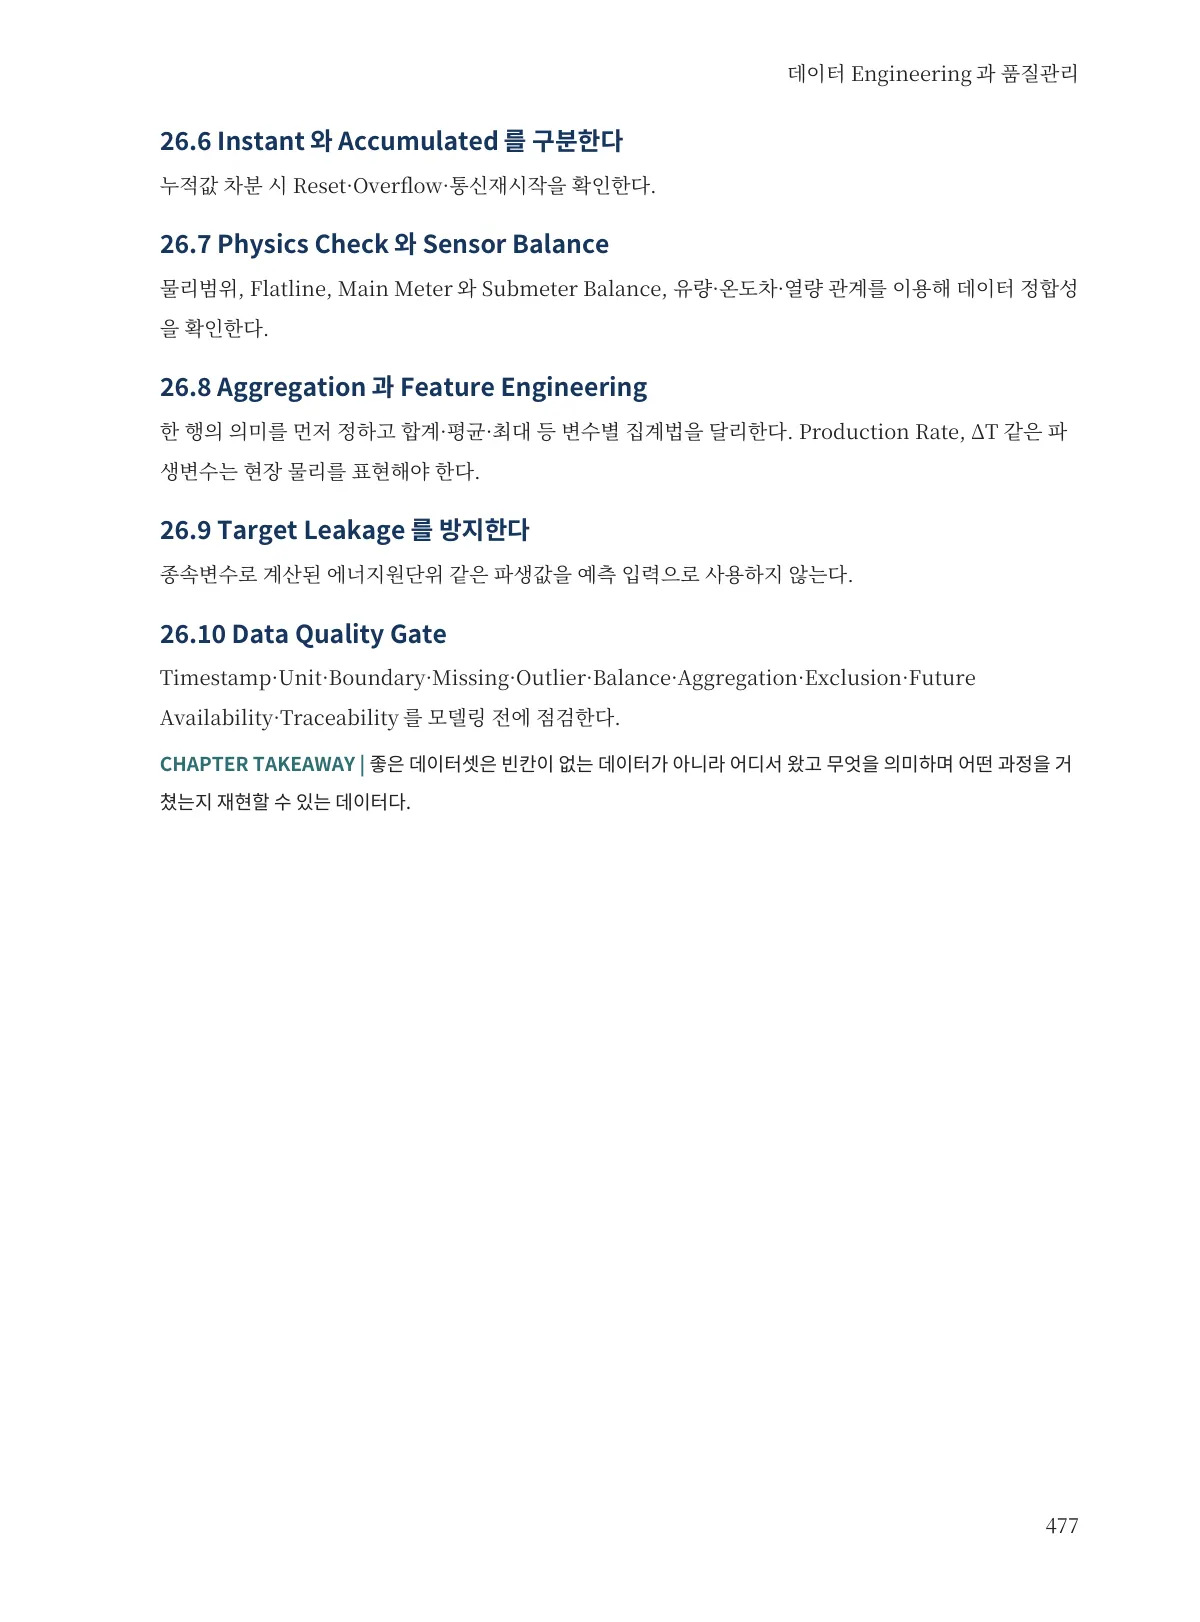 데이터 Engineering 과 품질관리
26.6 Instant 와 Accumulated 를 구분한다
누적값 차분 시 Reset·Overflow·통신재시작을 확인한다.
26.7 Physics Check 와 Sensor Balance
물리범위, Flatline, Main Meter 와 Submeter Balance, 유량·온도차·열량 관계를 이용해 데이터 정합성
을 확인한다.
26.8 Aggregation 과 Feature Engineering
한 행의 의미를 먼저 정하고 합계·평균·최대 등 변수별 집계법을 달리한다. Production Rate, ΔT 같은 파
생변수는 현장 물리를 표현해야 한다.
26.9 Target Leakage 를 방지한다
종속변수로 계산된 에너지원단위 같은 파생값을 예측 입력으로 사용하지 않는다.
26.10 Data Quality Gate
Timestamp·Unit·Boundary·Missing·Outlier·Balance·Aggregation·Exclusion·Future
Availability·Traceability 를 모델링 전에 점검한다.
CHAPTER TAKEAWAY | 좋은 데이터셋은 빈칸이 없는 데이터가 아니라 어디서 왔고 무엇을 의미하며 어떤 과정을 거
쳤는지 재현할 수 있는 데이터다.
477